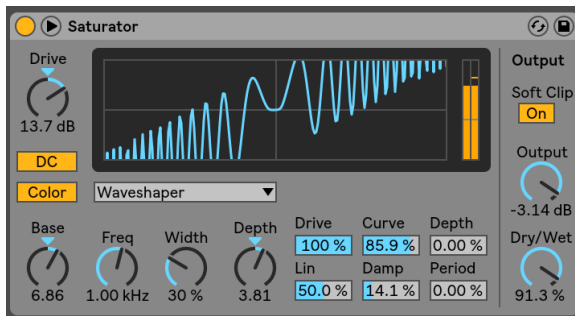 Saturator
Drive
13.7 dB
DC
Color
Waveshaper
Base
6.86
Freq
1.00 kHz
Width
30 %
Depth
3.81
Drive Curve Depth
100 % 85.9 % 0.00 %
Lin Damp Period
50.0 % 14.1 % 0.00 %
Output
Soft Clip
On
Output
-3.14 dB
Dry/Wet
91.3 %